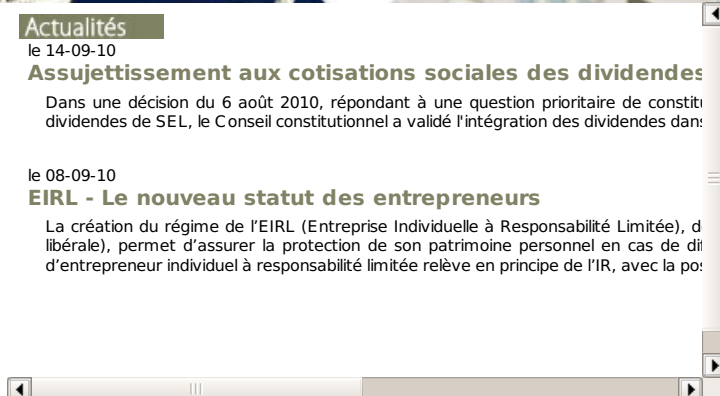 Actualités
le 14-09-10
Assujettissement aux cotisations sociales des dividendes
Dans une décision du 6 août 2010, répondant à une question prioritaire de
dividendes de SEL, le Conseil constitutionnel a validé l'intégration des dividendes dans
le 08-09-10
EIRL - Le nouveau statut des entrepreneurs
La création du régime de l’EIRL (Entreprise Individuelle à Responsabilité Limitée),
libérale), permet d’assurer la protection de son patrimoine personnel en cas de
d’entrepreneur individuel à responsabilité limitée relève en principe de l’IR, avec la